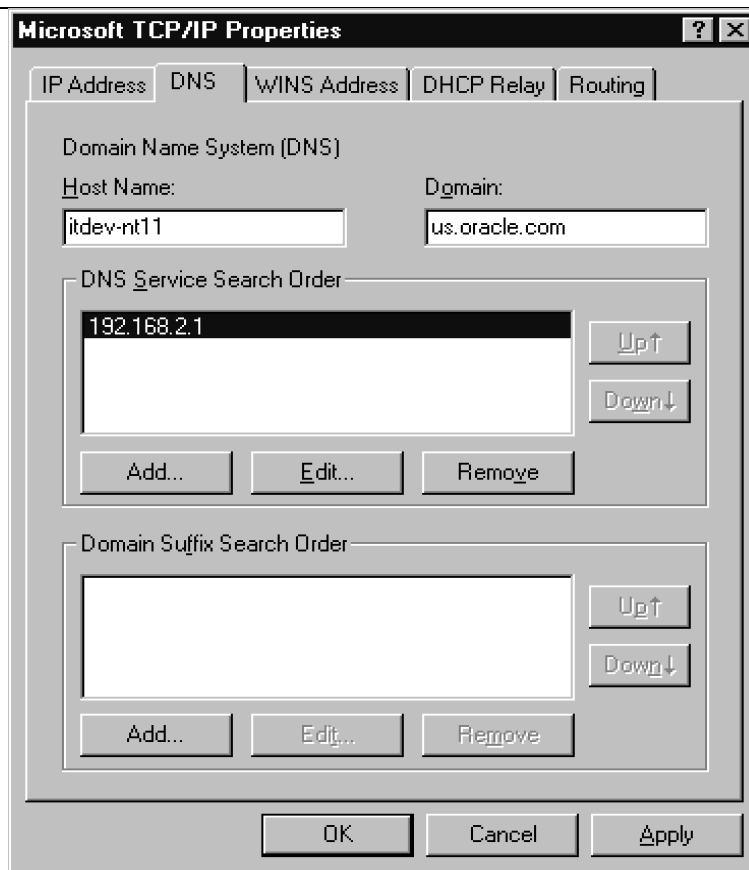 Microsoft TCP/IP Properties ? X
IP Address DNS WINS Address DHCP Relay Routing
Domain Name System (DNS)
Host Name: Domain:
itdev-nt11 us.oracle.com
DNS Service Search Order
192.168.2.1
Up↑
Down↓
Add... Edit... Remove
Domain Suffix Search Order
Up↑
Down↓
Add... Edit... Remove
OK Cancel Apply